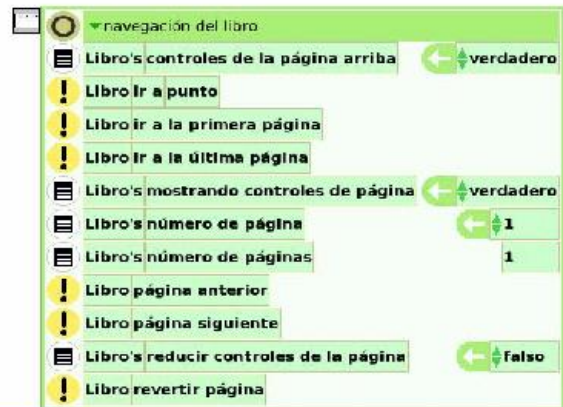 navegación del libro
Libro's controles de la página arriba verdadero
Libro ir a punto
Libro ir a la primera página
Libro ir a la última página
Libro's mostrando controles de página verdadero
Libro's número de página 1
Libro's número de páginas 1
Libro página anterior
Libro página siguiente
Libro's reducir controles de la página falso
Libro revertir página